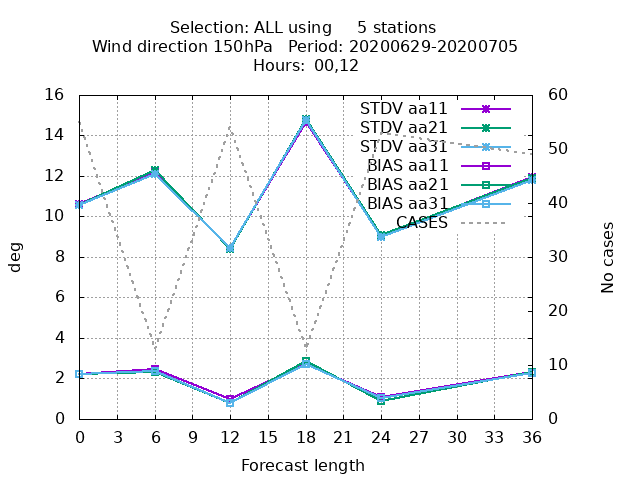 Selection: ALL using     5 stations
Wind direction 150hPa   Period: 20200629-20200705
Hours:  00,12
16
14
12
10
8
6
4
2
0
deg
60
50
40
30
20
10
0
No cases
STDV aa11
STDV aa21
STDV aa31
BIAS aa11
BIAS aa21
BIAS aa31
CASES
0 3 6 9 12 15 18 21 24 27 30 33 36
Forecast length